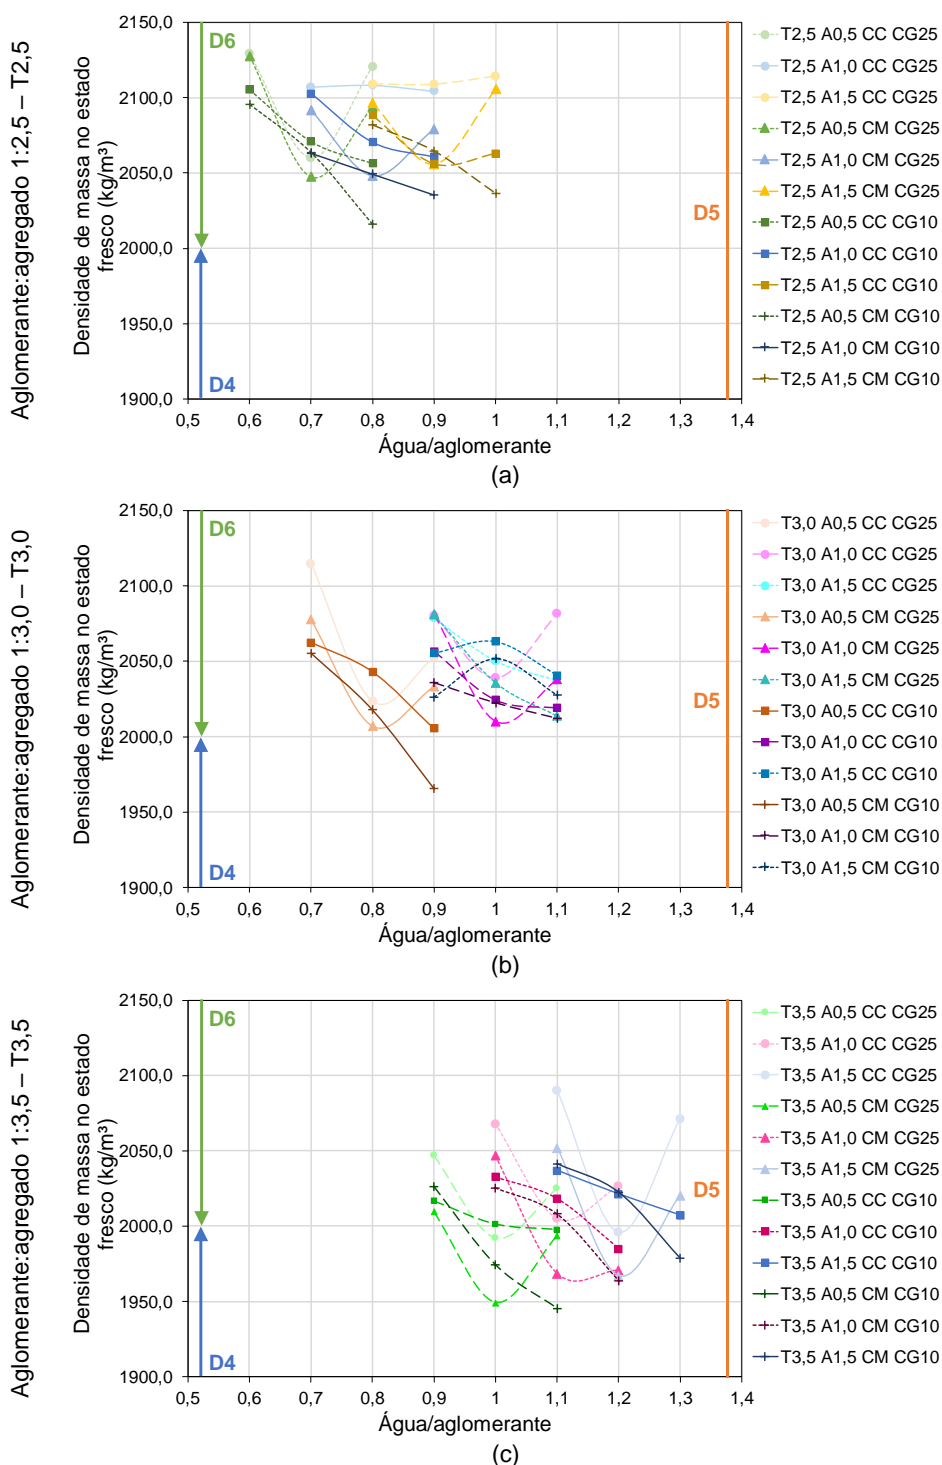 Aglomerante:agregado 1:2,5 – T2,5
Densidade de massa no estado
fresco (kg/m³)
2150,0
2100,0
2050,0
2000,0
1950,0
1900,0
D6
D4
D5
0,5 0,6 0,7 0,8 0,9 1 1,1 1,2 1,3 1,4
Água/aglomerante
(a)
T2,5 A0,5 CC CG25
T2,5 A1,0 CC CG25
T2,5 A1,5 CC CG25
T2,5 A0,5 CM CG25
T2,5 A1,0 CM CG25
T2,5 A1,5 CM CG25
T2,5 A0,5 CC CG10
T2,5 A1,0 CC CG10
T2,5 A1,5 CC CG10
T2,5 A0,5 CM CG10
T2,5 A1,0 CM CG10
T2,5 A1,5 CM CG10
Aglomerante:agregado 1:3,0 – T3,0
Densidade de massa no estado
fresco (kg/m³)
2150,0
2100,0
2050,0
2000,0
1950,0
1900,0
D6
D4
D5
0,5 0,6 0,7 0,8 0,9 1 1,1 1,2 1,3 1,4
Água/aglomerante
(b)
T3,0 A0,5 CC CG25
T3,0 A1,0 CC CG25
T3,0 A1,5 CC CG25
T3,0 A0,5 CM CG25
T3,0 A1,0 CM CG25
T3,0 A1,5 CM CG25
T3,0 A0,5 CC CG10
T3,0 A1,0 CC CG10
T3,0 A1,5 CC CG10
T3,0 A0,5 CM CG10
T3,0 A1,0 CM CG10
T3,0 A1,5 CM CG10
Aglomerante:agregado 1:3,5 – T3,5
Densidade de massa no estado
fresco (kg/m³)
2150,0
2100,0
2050,0
2000,0
1950,0
1900,0
D6
D4
D5
0,5 0,6 0,7 0,8 0,9 1 1,1 1,2 1,3 1,4
Água/aglomerante
(c)
T3,5 A0,5 CC CG25
T3,5 A1,0 CC CG25
T3,5 A1,5 CC CG25
T3,5 A0,5 CM CG25
T3,5 A1,0 CM CG25
T3,5 A1,5 CM CG25
T3,5 A0,5 CC CG10
T3,5 A1,0 CC CG10
T3,5 A1,5 CC CG10
T3,5 A0,5 CM CG10
T3,5 A1,0 CM CG10
T3,5 A1,5 CM CG10